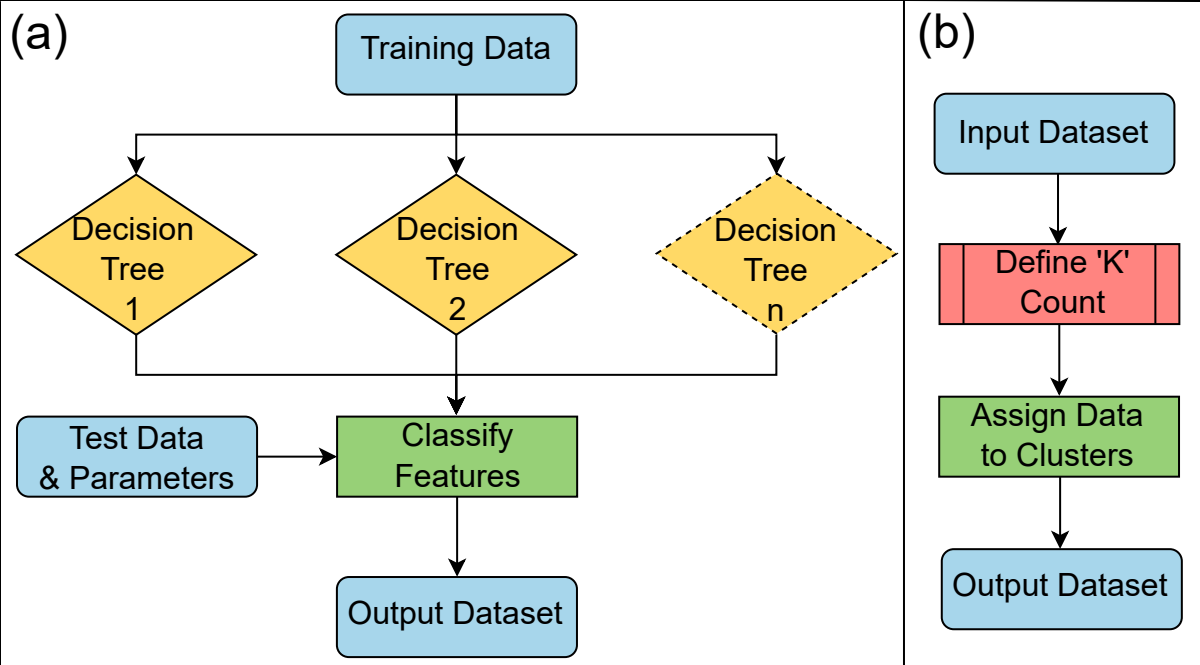 (a)
Training Data
Decision
Tree
1
Decision
Tree
2
Decision
Tree
n
Test Data
& Parameters
Classify
Features
Output Dataset
(b)
Input Dataset
Define 'K'
Count
Assign Data
to Clusters
Output Dataset